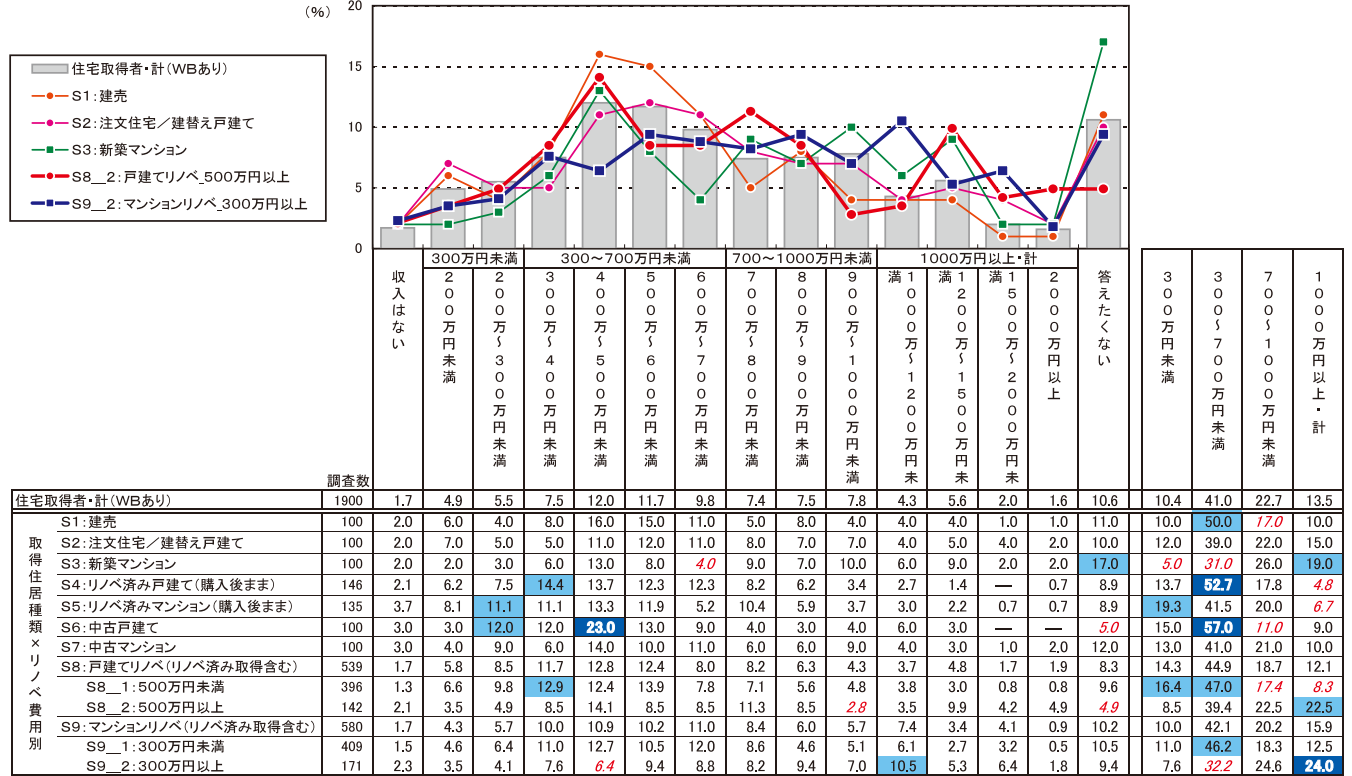 (%)
20
15
10
5
0
住宅取得者・計(WBあり)
S1:建売
S2:注文住宅/建替え戸建て
S3:新築マンション
S8__2:戸建てリノベ_500万円以上
S9__2:マンションリノベ_300万円以上
300万円未満 300~700万円未満 700~1000万円未満 1000万円以上・計
収入はない
200万円未満
200万~300万円未満
300万~400万円未満
400万~500万円未満
500万~600万円未満
600万~700万円未満
700万~800万円未満
800万~900万円未満
900万~1000万円未満
1000万~1200万円未満
1200万~1500万円未満
1500万~2000万円未満
2000万円以上
答えたくない
300万円未満
300~700万円未満
700~1000万円未満
1000万円以上・計
調査数
住宅取得者・計(WBあり) 1900 1.7 4.9 5.5 7.5 12.0 11.7 9.8 7.4 7.5 7.8 4.3 5.6 2.0 1.6 10.6 10.4 41.0 22.7 13.5
取得住居種類×リノベ費用別
S1:建売 100 2.0 6.0 4.0 8.0 16.0 15.0 11.0 5.0 8.0 4.0 4.0 4.0 1.0 1.0 11.0 10.0 50.0 17.0 10.0
S2:注文住宅/建替え戸建て 100 2.0 7.0 5.0 5.0 11.0 12.0 11.0 8.0 7.0 7.0 4.0 5.0 4.0 2.0 10.0 12.0 39.0 22.0 15.0
S3:新築マンション 100 2.0 2.0 3.0 6.0 13.0 8.0 4.0 9.0 7.0 10.0 6.0 9.0 2.0 2.0 17.0 5.0 31.0 26.0 19.0
S4:リノベ済み戸建て(購入後まま) 146 2.1 6.2 7.5 14.4 13.7 12.3 12.3 8.2 6.2 3.4 2.7 1.4 — 0.7 8.9 13.7 52.7 17.8 4.8
S5:リノベ済みマンション(購入後まま) 135 3.7 8.1 11.1 11.1 13.3 11.9 5.2 10.4 5.9 3.7 3.0 2.2 0.7 0.7 8.9 19.3 41.5 20.0 6.7
S6:中古戸建て 100 3.0 3.0 12.0 12.0 23.0 13.0 9.0 4.0 3.0 4.0 6.0 3.0 — — 5.0 15.0 57.0 11.0 9.0
S7:中古マンション 100 3.0 4.0 9.0 6.0 14.0 10.0 11.0 6.0 6.0 9.0 4.0 3.0 1.0 2.0 12.0 13.0 41.0 21.0 10.0
S8:戸建てリノベ(リノベ済み取得含む) 539 1.7 5.8 8.5 11.7 12.8 12.4 8.0 8.2 6.3 4.3 3.7 4.8 1.7 1.9 8.3 14.3 44.9 18.7 12.1
S8__1:500万円未満 396 1.3 6.6 9.8 12.9 12.4 13.9 7.8 7.1 5.6 4.8 3.8 3.0 0.8 0.8 9.6 16.4 47.0 17.4 8.3
S8__2:500万円以上 142 2.1 3.5 4.9 8.5 14.1 8.5 8.5 11.3 8.5 2.8 3.5 9.9 4.2 4.9 4.9 8.5 39.4 22.5 22.5
S9:マンションリノベ(リノベ済み取得含む) 580 1.7 4.3 5.7 10.0 10.9 10.2 11.0 8.4 6.0 5.7 7.4 3.4 4.1 0.9 10.2 10.0 42.1 20.2 15.9
S9__1:300万円未満 409 1.5 4.6 6.4 11.0 12.7 10.5 12.0 8.6 4.6 5.1 6.1 2.7 3.2 0.5 10.5 11.0 46.2 18.3 12.5
S9__2:300万円以上 171 2.3 3.5 4.1 7.6 6.4 9.4 8.8 8.2 9.4 7.0 10.5 5.3 6.4 1.8 9.4 7.6 32.2 24.6 24.0